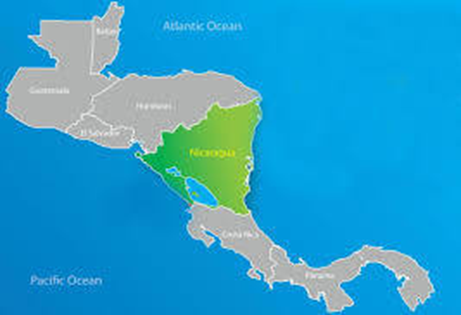 Atlantic Ocean
Belize
Guatemala
Honduras
El Salvador
Nicaragua
Costa Rica
Panama
Pacific Ocean